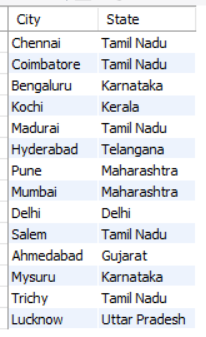 City State
Chennai Tamil Nadu
Coimbatore Tamil Nadu
Bengaluru Karnataka
Kochi Kerala
Madurai Tamil Nadu
Hyderabad Telangana
Pune Maharashtra
Mumbai Maharashtra
Delhi Delhi
Salem Tamil Nadu
Ahmedabad Gujarat
Mysuru Karnataka
Trichy Tamil Nadu
Lucknow Uttar Pradesh